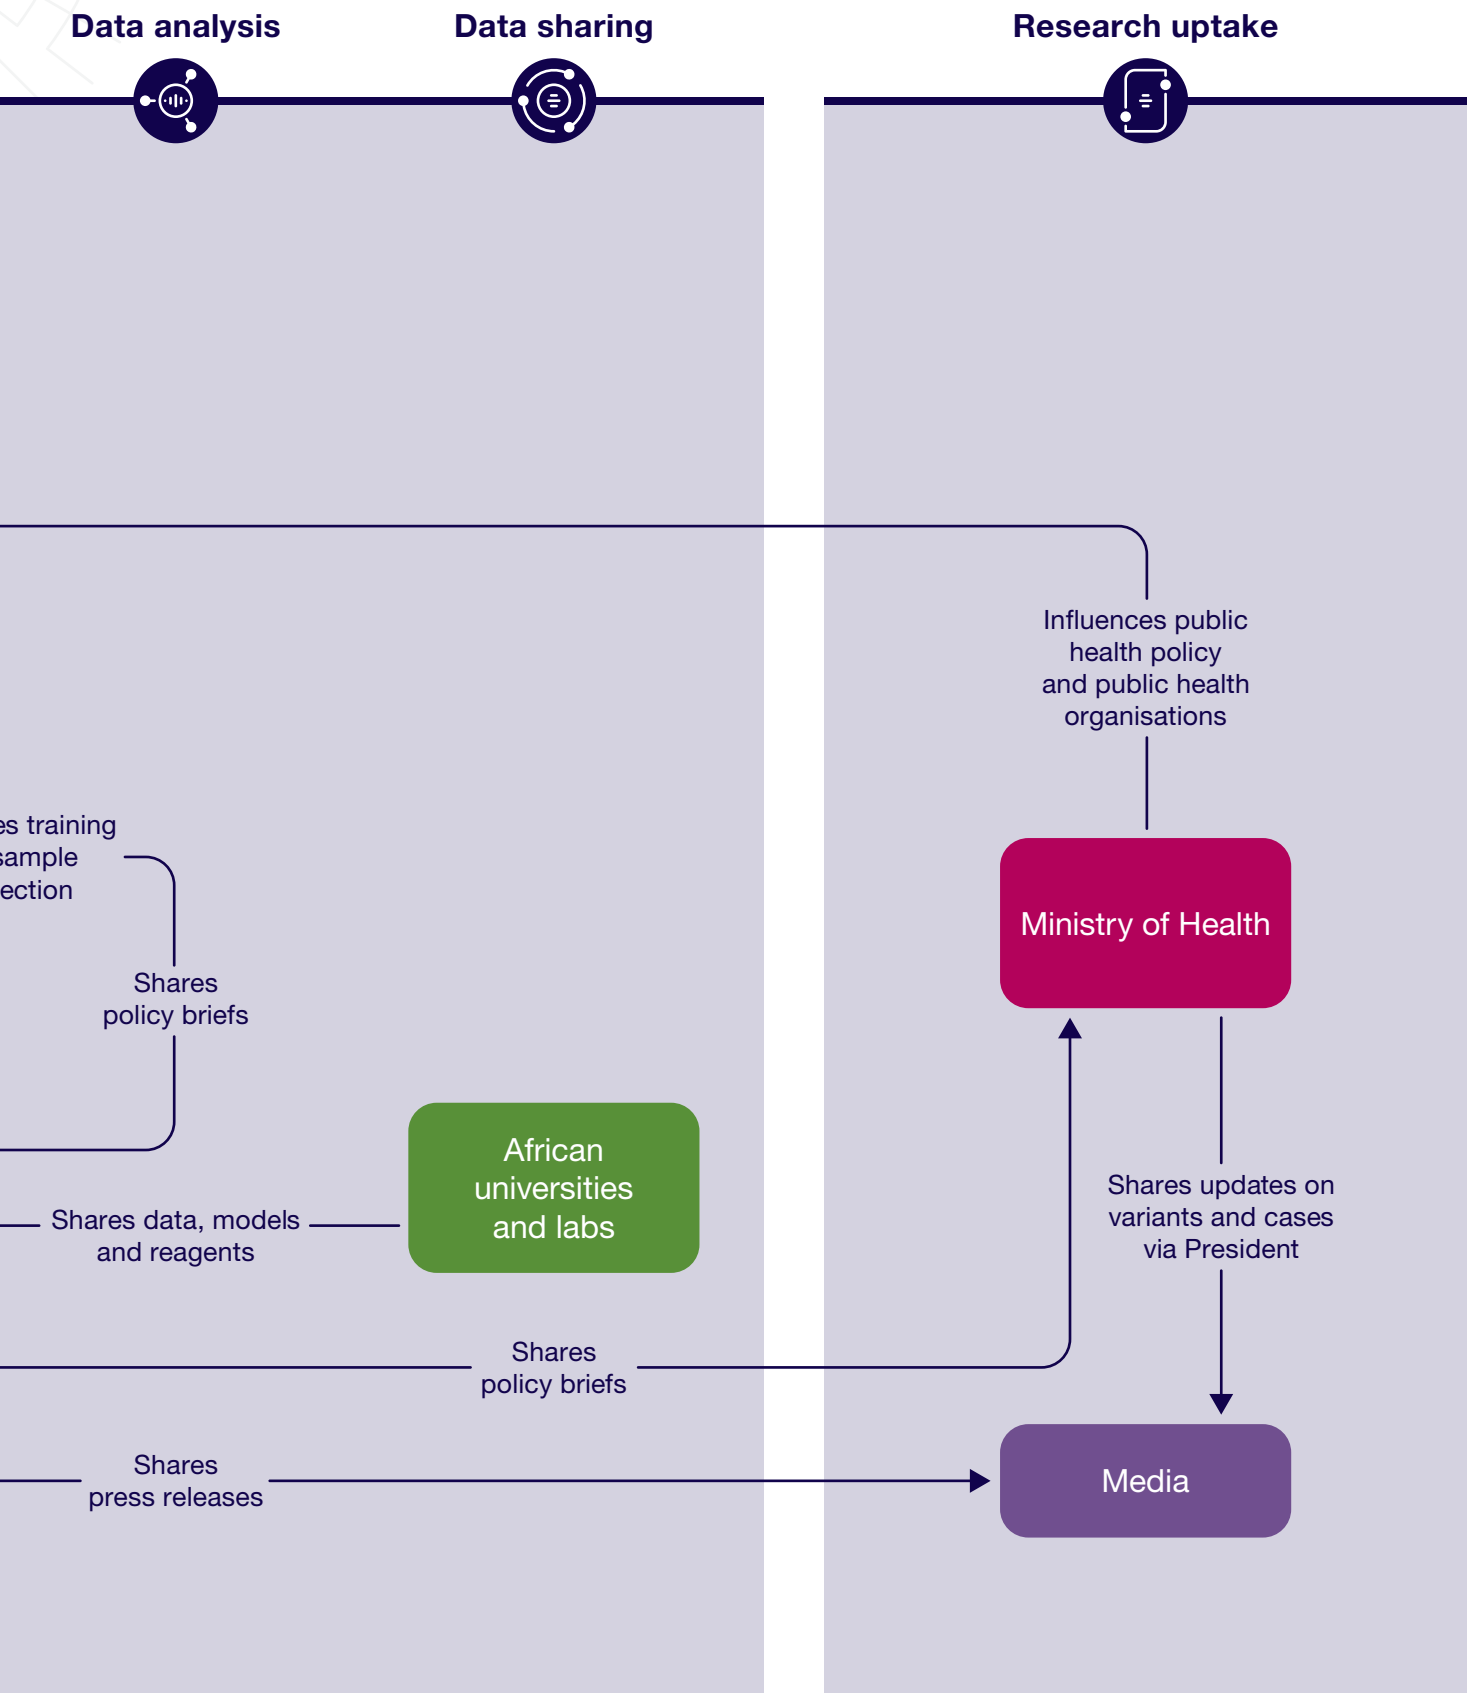 Data analysis
Data sharing
Research uptake
Influences public
health policy
and public health
organisations
es training
sample
ection
Ministry of Health
Shares
policy briefs
African
universities
and labs
Shares data, models
and reagents
Shares updates on
variants and cases
via President
Shares
policy briefs
Shares
press releases
Media